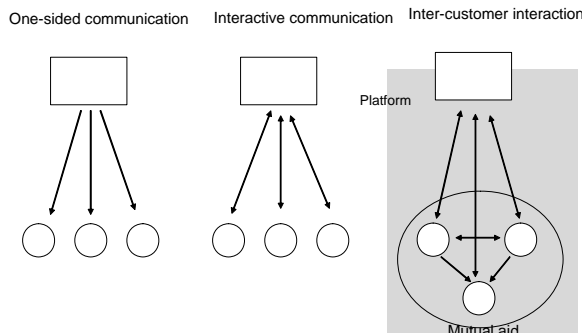 One-sided communication
Interactive communication
Inter-customer interaction
Platform
Mutual aid